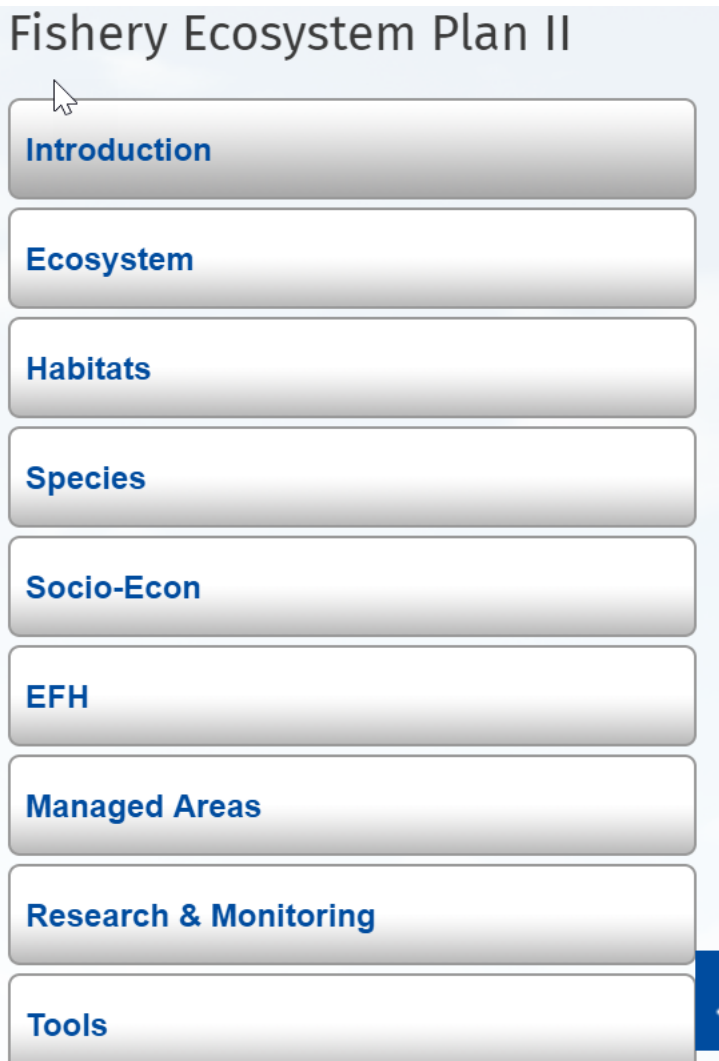 Fishery Ecosystem Plan II
Introduction
Ecosystem
Habitats
Species
Socio-Econ
EFH
Managed Areas
Research & Monitoring
Tools